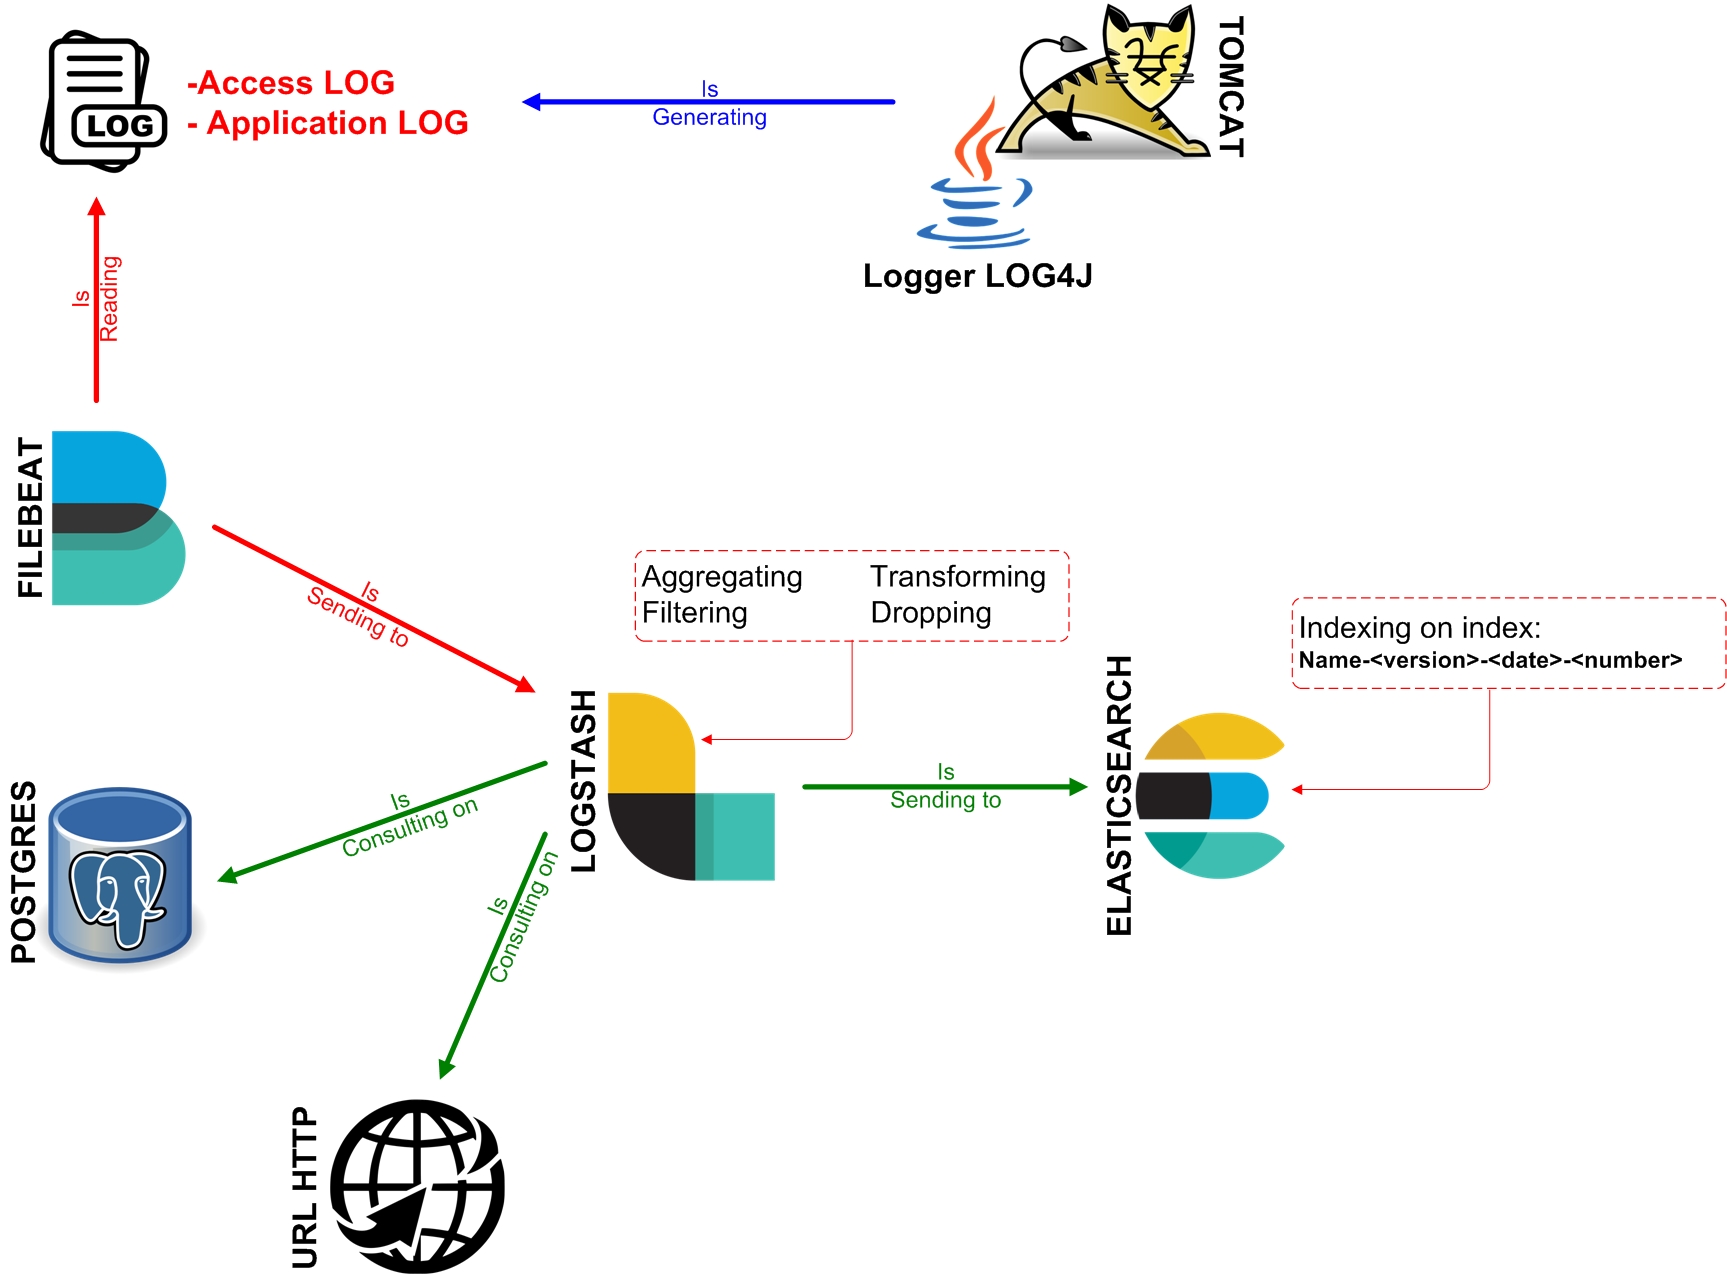 -Access LOG
- Application LOG
LOG
Is
Generating
TOMCAT
Logger LOG4J
Is
Reading
FILEBEAT
Is
Sending to
Aggregating Transforming
Filtering Dropping
Indexing on index:
Name-<version>-<date>-<number>
LOGSTASH
Is
Sending to
ELASTICSEARCH
Is
Consulting on
POSTGRES
Is
Consulting on
URL HTTP